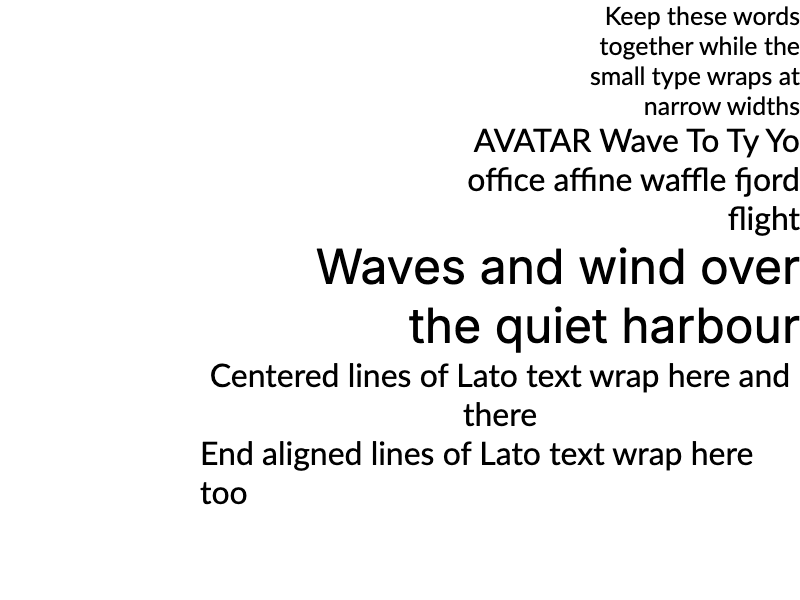 Keep these words
together while the
small type wraps at
narrow widths
AVATAR Wave To Ty Yo
office affine waffle fjord
flight
Waves and wind over
the quiet harbour
Centered lines of Lato text wrap here and
there
End aligned lines of Lato text wrap here
too